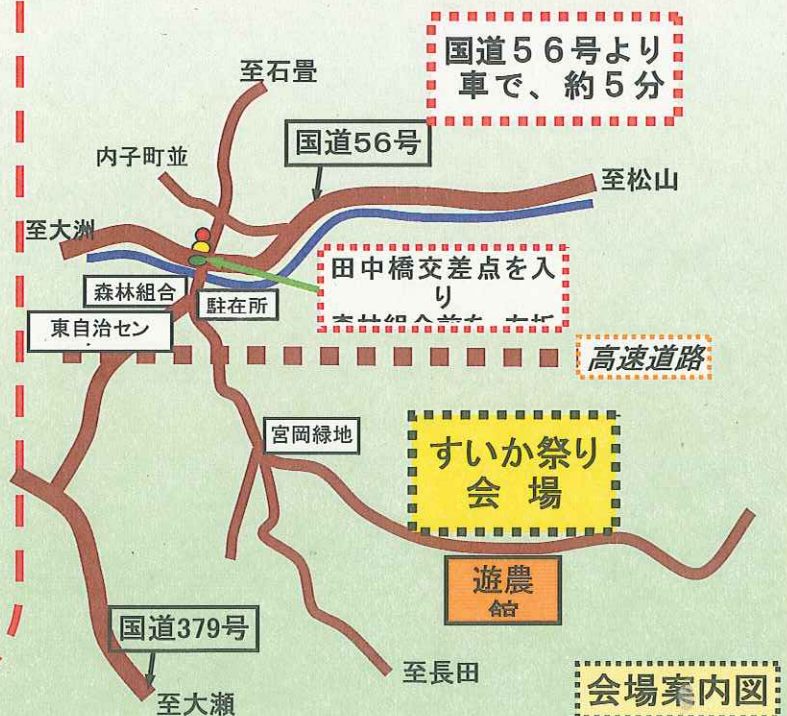 国道56号より
車で、約5分
至石畳
内子町並
国道56号
至松山
至大洲
田中橋交差点を入
り
森林組合
駐在所
東自治セン
高速道路
宮岡緑地
すいか祭り
会場
遊農
館
国道379号
至長田
至大瀬
会場案内図